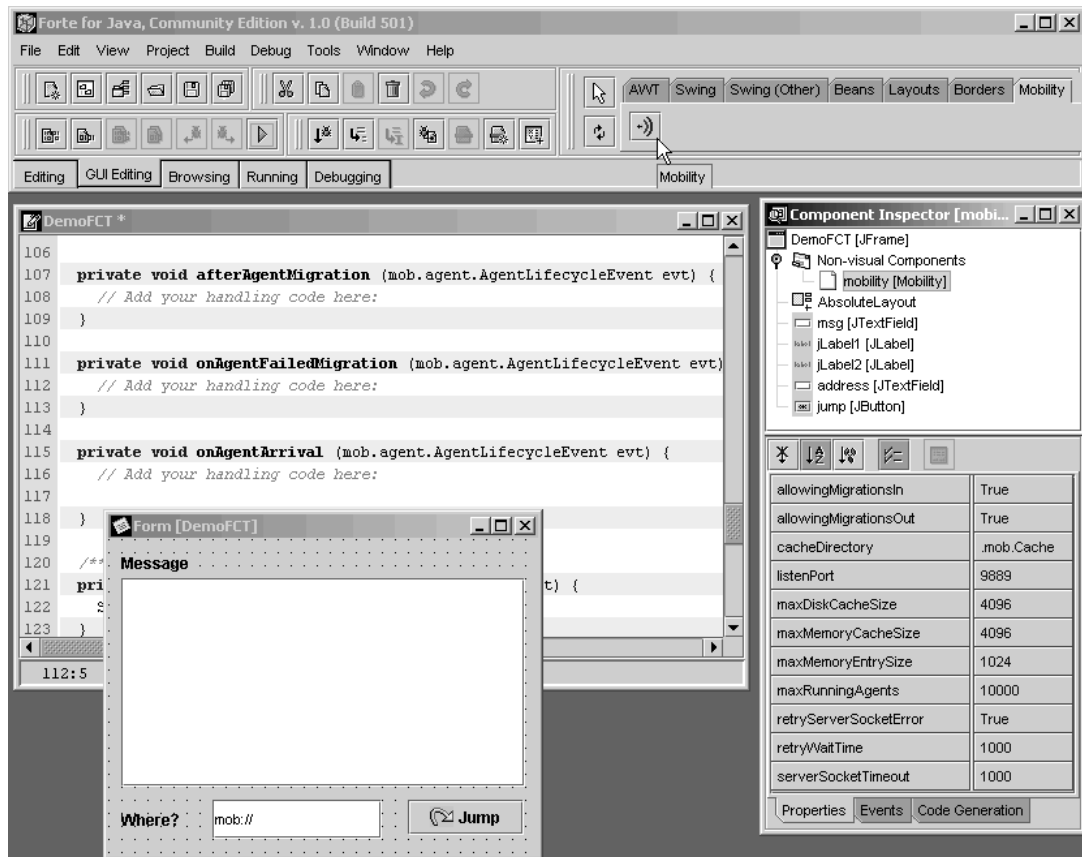 Forte for Java, Community Edition v. 1.0 (Build 501)
File Edit View Project Build Debug Tools Window Help
AWT Swing Swing (Other) Beans Layouts Borders Mobility
Editing GUI Editing Browsing Running Debugging
Mobility
DemoFCT *
106
107 private void afterAgentMigration (mob.agent.AgentLifecycleEvent evt) {
108 // Add your handling code here:
109 }
110
111 private void onAgentFailedMigration (mob.agent.AgentLifecycleEvent evt)
112 // Add your handling code here:
113 }
114
115 private void onAgentArrival (mob.agent.AgentLifecycleEvent evt) {
116 // Add your handling code here:
117
118 }
119
120 /**
121 pri t) {
122
123 }
112:5
Form [DemoFCT]
Message
Where? mob:// Jump
Component Inspector [mobi...
DemoFCT [JFrame]
Non-visual Components
mobility [Mobility]
AbsoluteLayout
msg [JTextField]
jLabel1 [JLabel]
jLabel2 [JLabel]
address [JTextField]
jump [JButton]
allowingMigrationsIn True
allowingMigrationsOut True
cacheDirectory .mob.Cache
listenPort 9889
maxDiskCacheSize 4096
maxMemoryCacheSize 4096
maxMemoryEntrySize 1024
maxRunningAgents 10000
retryServerSocketError True
retryWaitTime 1000
serverSocketTimeout 1000
Properties Events Code Generation